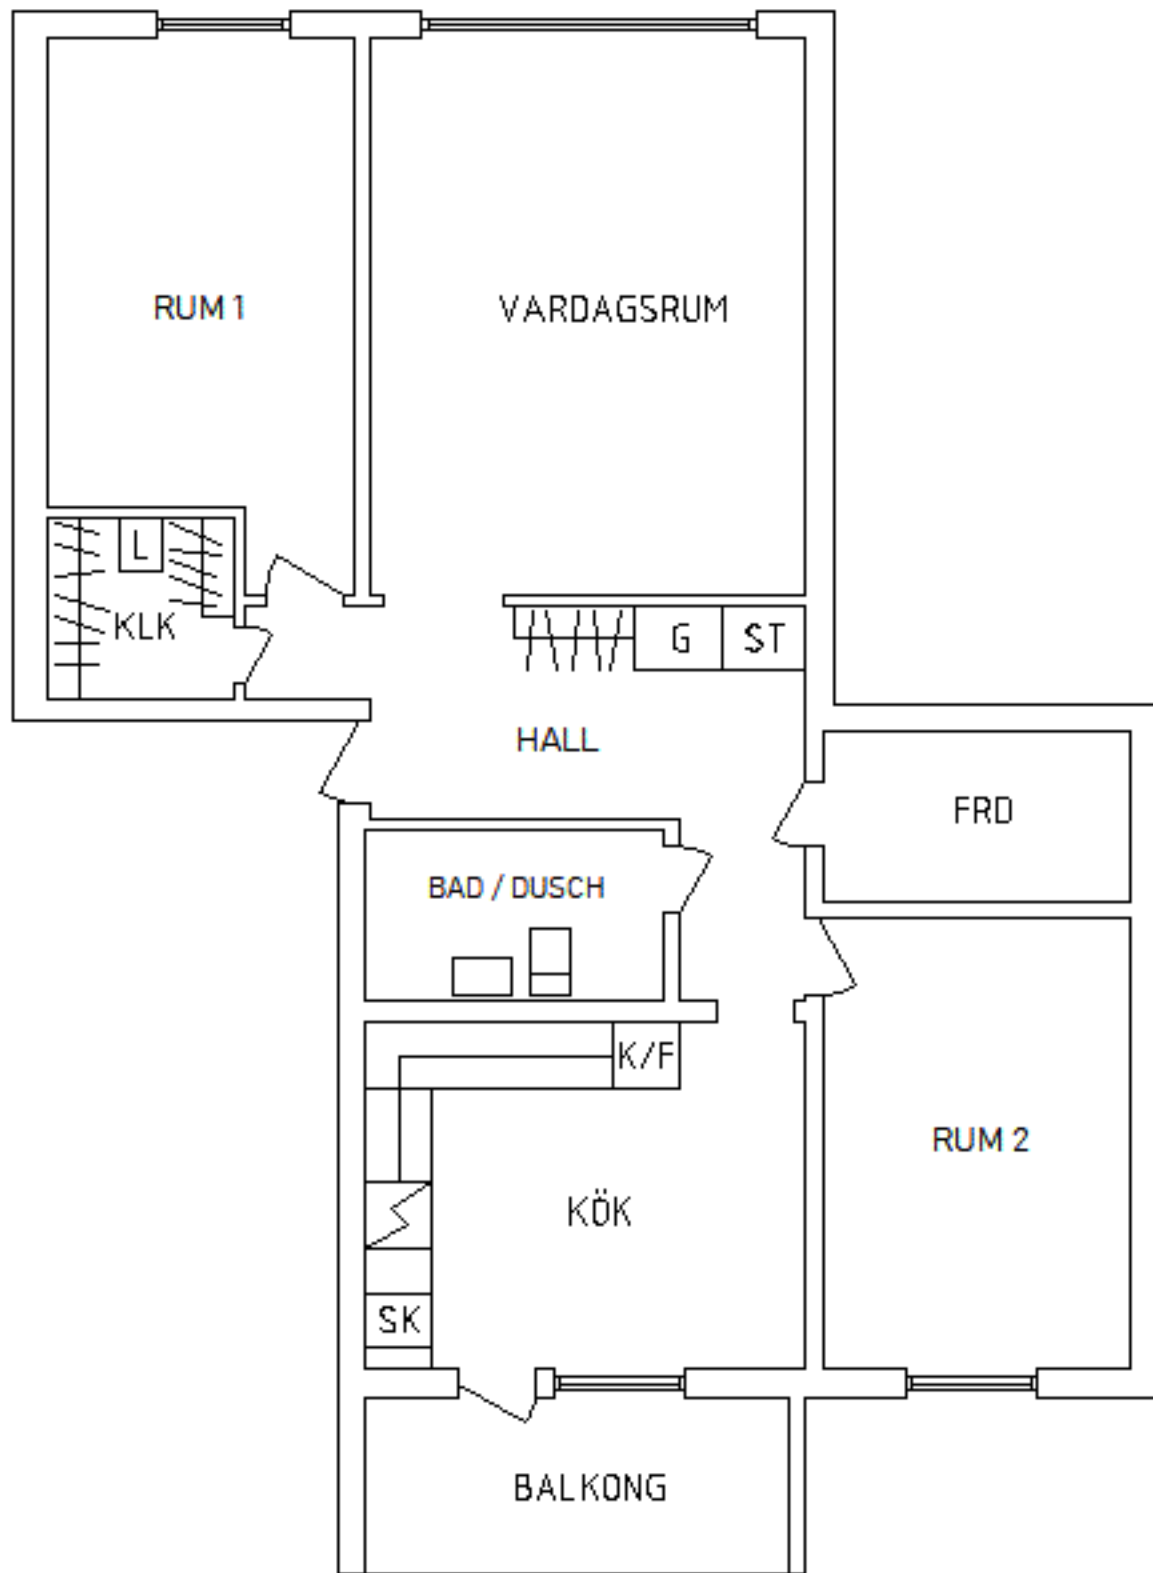 RUM 1
VARDAGSRUM
L
KLK
G
ST
HALL
FRD
BAD / DUSCH
K/F
RUM 2
KÖK
SK
BALKONG